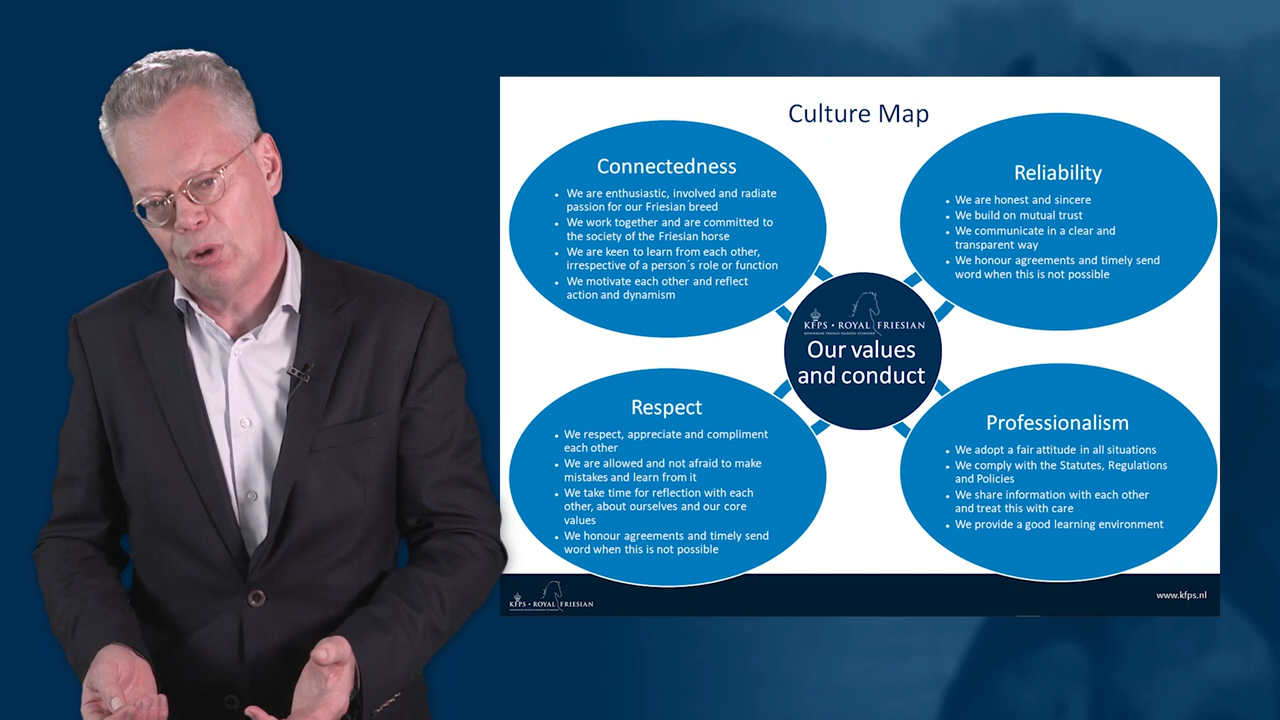 Culture Map
Connectedness
• We are enthusiastic, involved and radiate
passion for our Friesian breed
• We work together and are committed to
the society of the Friesian horse
• We are keen to learn from each other,
irrespective of a person´s role or function
• We motivate each other and reflect
action and dynamism
Reliability
• We are honest and sincere
• We build on mutual trust
• We communicate in a clear and
transparent way
• We honour agreements and timely send
word when this is not possible
KFPS • ROYAL FRIESIAN
Our values
and conduct
Respect
• We respect, appreciate and compliment
each other
• We are allowed and not afraid to make
mistakes and learn from it
• We take time for reflection with each
other, about ourselves and our core
values
• We honour agreements and timely send
word when this is not possible
Professionalism
• We adopt a fair attitude in all situations
• We comply with the Statutes, Regulations
and Policies
• We share information with each other
and treat this with care
• We provide a good learning environment
KFPS • ROYAL FRIESIAN
www.kfps.nl